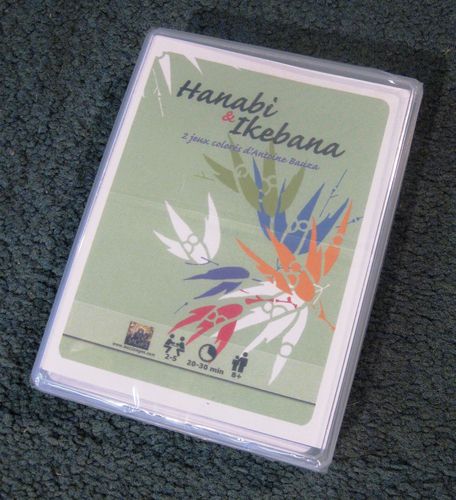 Hanabi
&
Ikebana
2 jeux colorés d'Antoine Bauza
2-5
20-30 min
8+